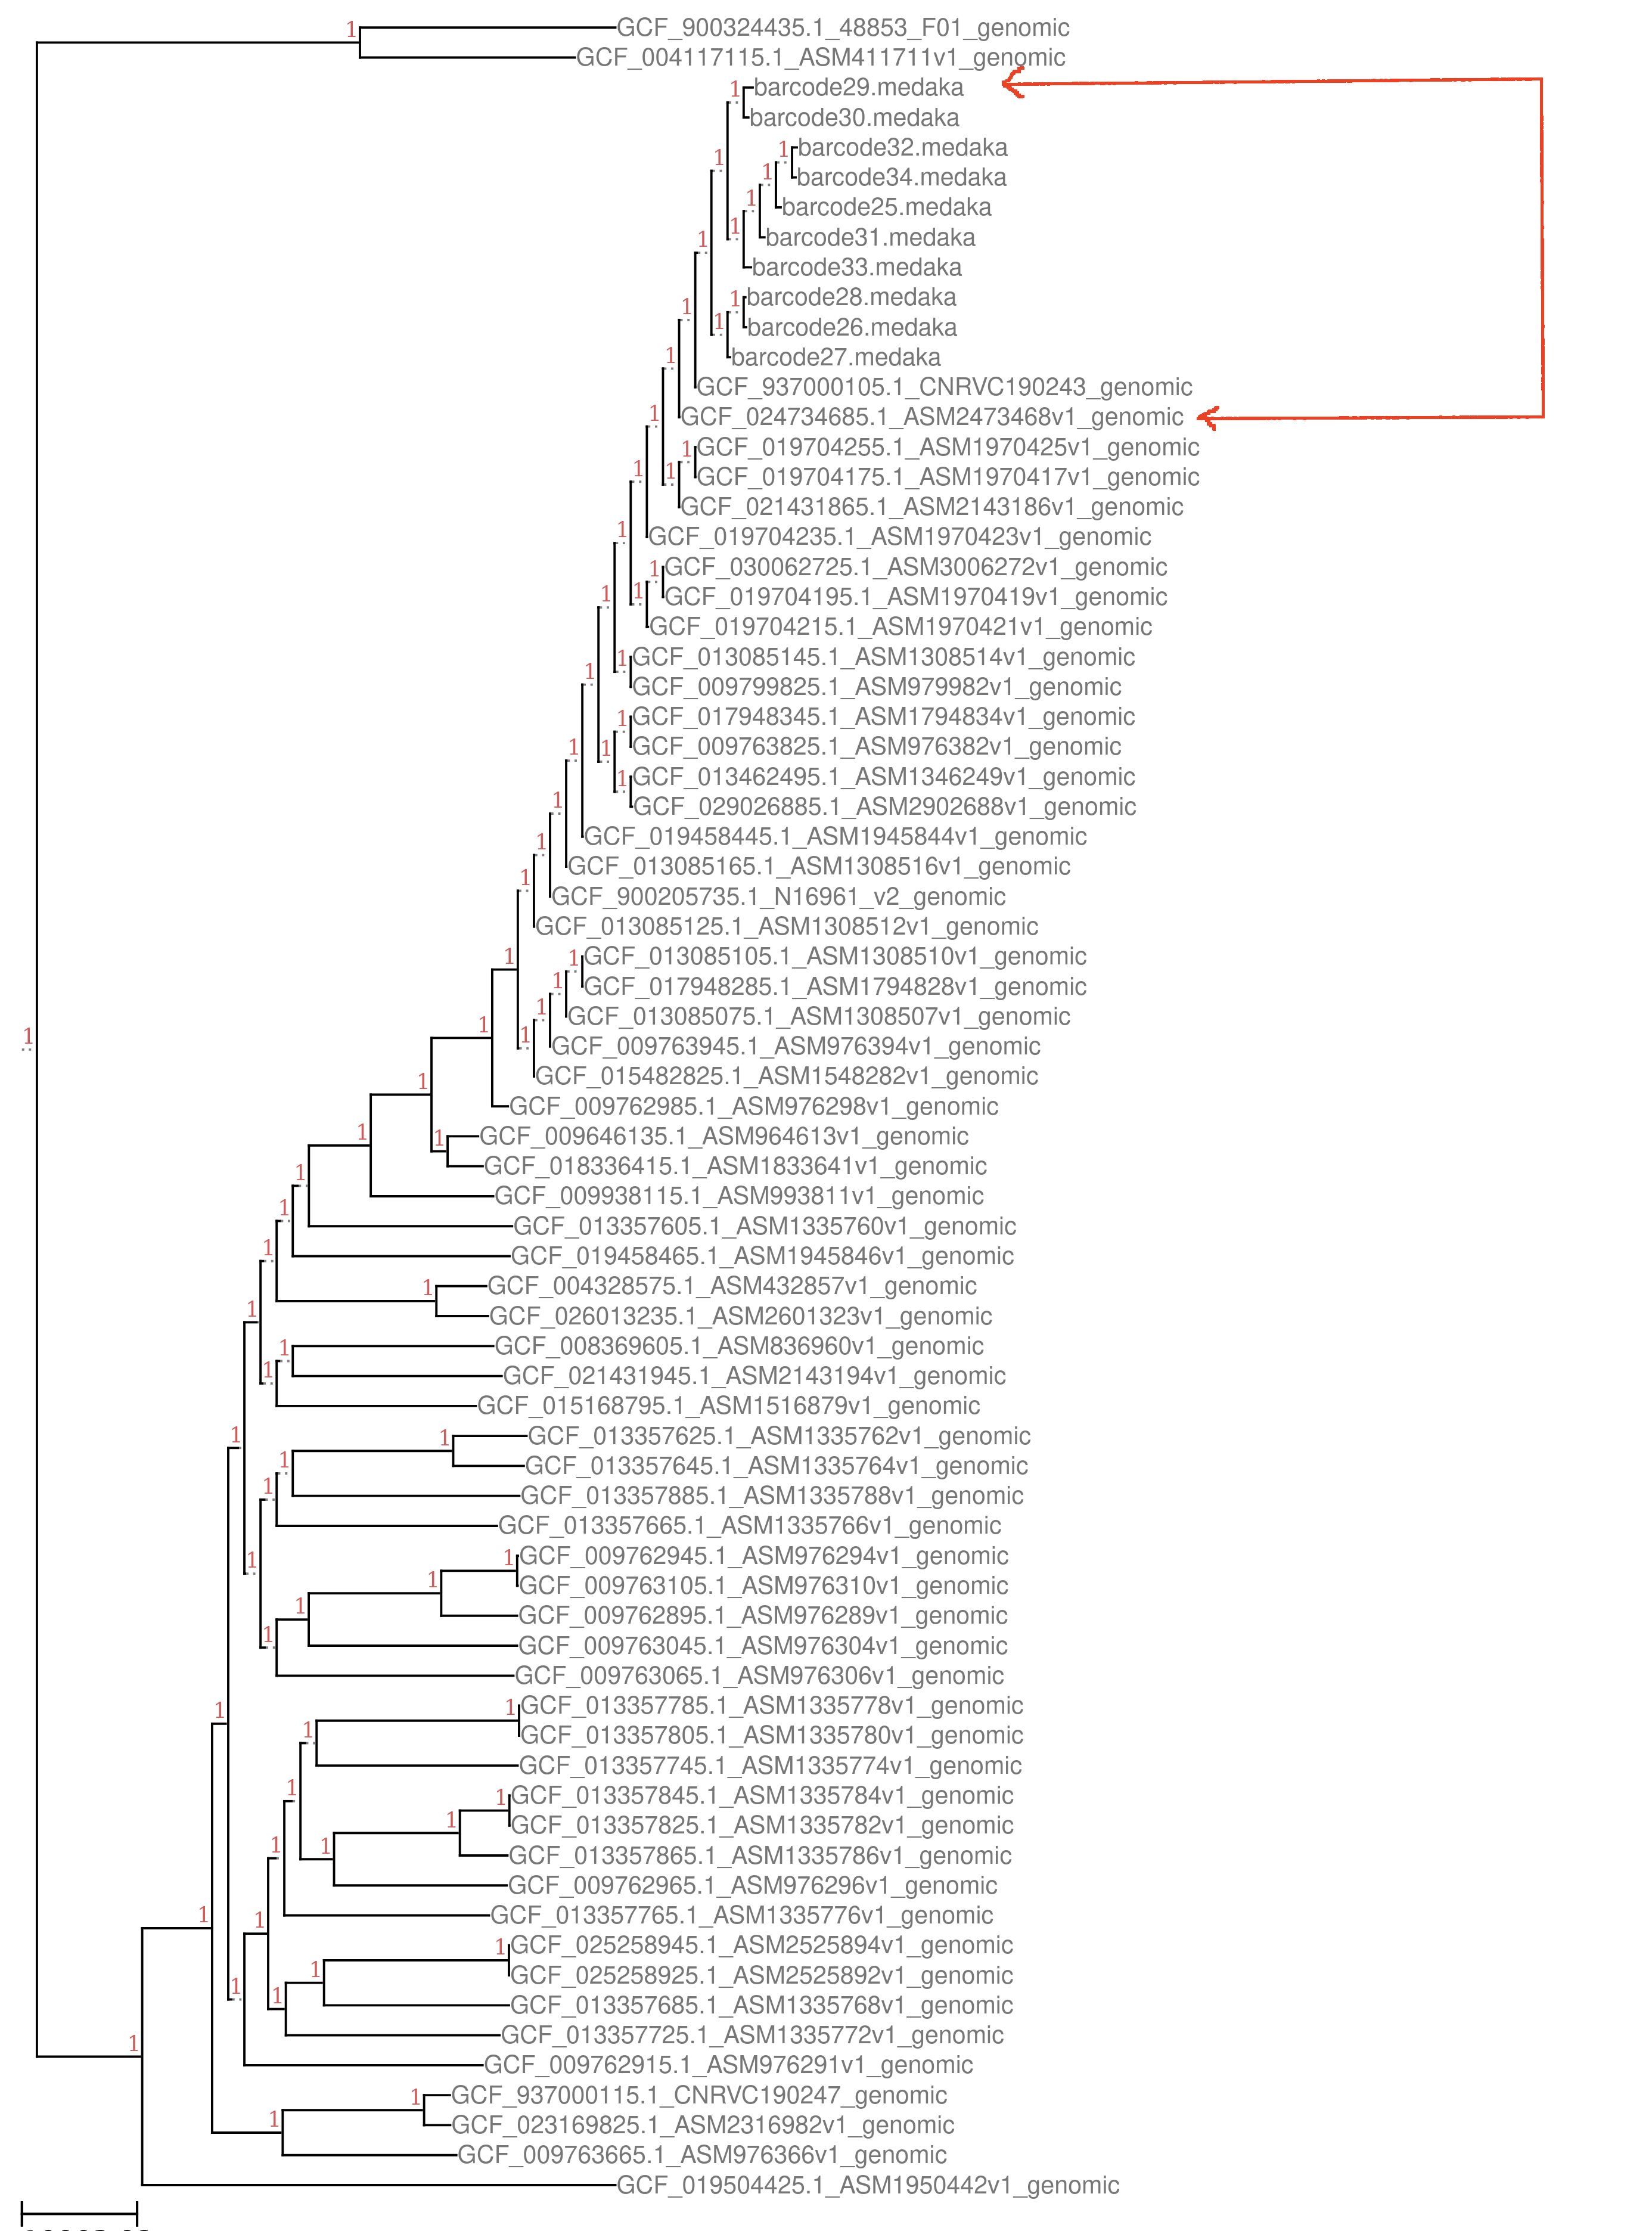 GCF_900324435.1_48853_F01_genomic
GCF_004117115.1_ASM411711v1_genomic
barcode29.medaka
barcode30.medaka
barcode32.medaka
barcode34.medaka
barcode25.medaka
barcode31.medaka
barcode33.medaka
barcode28.medaka
barcode26.medaka
barcode27.medaka
GCF_937000105.1_CNRVC190243_genomic
GCF_024734685.1_ASM2473468v1_genomic
GCF_019704255.1_ASM1970425v1_genomic
GCF_019704175.1_ASM1970417v1_genomic
GCF_021431865.1_ASM2143186v1_genomic
GCF_019704235.1_ASM1970423v1_genomic
GCF_030062725.1_ASM3006272v1_genomic
GCF_019704195.1_ASM1970419v1_genomic
GCF_019704215.1_ASM1970421v1_genomic
GCF_013085145.1_ASM1308514v1_genomic
GCF_009799825.1_ASM979982v1_genomic
GCF_017948345.1_ASM1794834v1_genomic
GCF_009763825.1_ASM976382v1_genomic
GCF_013462495.1_ASM1346249v1_genomic
GCF_029026885.1_ASM2902688v1_genomic
GCF_019458445.1_ASM1945844v1_genomic
GCF_013085165.1_ASM1308516v1_genomic
GCF_900205735.1_N16961_v2_genomic
GCF_013085125.1_ASM1308512v1_genomic
GCF_013085105.1_ASM1308510v1_genomic
GCF_017948285.1_ASM1794828v1_genomic
GCF_013085075.1_ASM1308507v1_genomic
GCF_009763945.1_ASM976394v1_genomic
GCF_015482825.1_ASM1548282v1_genomic
GCF_009762985.1_ASM976298v1_genomic
GCF_009646135.1_ASM964613v1_genomic
GCF_018336415.1_ASM1833641v1_genomic
GCF_009938115.1_ASM993811v1_genomic
GCF_013357605.1_ASM1335760v1_genomic
GCF_019458465.1_ASM1945846v1_genomic
GCF_004328575.1_ASM432857v1_genomic
GCF_026013235.1_ASM2601323v1_genomic
GCF_008369605.1_ASM836960v1_genomic
GCF_021431945.1_ASM2143194v1_genomic
GCF_015168795.1_ASM1516879v1_genomic
GCF_013357625.1_ASM1335762v1_genomic
GCF_013357645.1_ASM1335764v1_genomic
GCF_013357885.1_ASM1335788v1_genomic
GCF_013357665.1_ASM1335766v1_genomic
GCF_009762945.1_ASM976294v1_genomic
GCF_009763105.1_ASM976310v1_genomic
GCF_009762895.1_ASM976289v1_genomic
GCF_009763045.1_ASM976304v1_genomic
GCF_009763065.1_ASM976306v1_genomic
GCF_013357785.1_ASM1335778v1_genomic
GCF_013357805.1_ASM1335780v1_genomic
GCF_013357745.1_ASM1335774v1_genomic
GCF_013357845.1_ASM1335784v1_genomic
GCF_013357825.1_ASM1335782v1_genomic
GCF_013357865.1_ASM1335786v1_genomic
GCF_009762965.1_ASM976296v1_genomic
GCF_013357765.1_ASM1335776v1_genomic
GCF_025258945.1_ASM2525894v1_genomic
GCF_025258925.1_ASM2525892v1_genomic
GCF_013357685.1_ASM1335768v1_genomic
GCF_013357725.1_ASM1335772v1_genomic
GCF_009762915.1_ASM976291v1_genomic
GCF_937000115.1_CNRVC190247_genomic
GCF_023169825.1_ASM2316982v1_genomic
GCF_009763665.1_ASM976366v1_genomic
GCF_019504425.1_ASM1950442v1_genomic